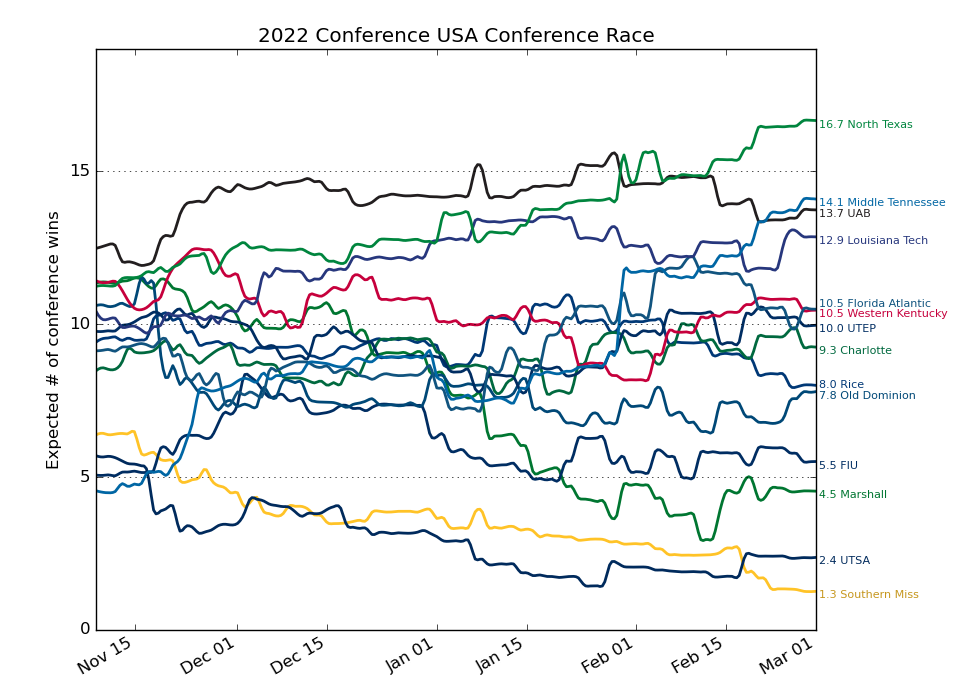 2022 Conference USA Conference Race
Expected # of conference wins
15
10
5
0
Nov 15
Dec 01
Dec 15
Jan 01
Jan 15
Feb 01
Feb 15
Mar 01
16.7 North Texas
14.1 Middle Tennessee
13.7 UAB
12.9 Louisiana Tech
10.5 Florida Atlantic
10.5 Western Kentucky
10.0 UTEP
9.3 Charlotte
8.0 Rice
7.8 Old Dominion
5.5 FIU
4.5 Marshall
2.4 UTSA
1.3 Southern Miss